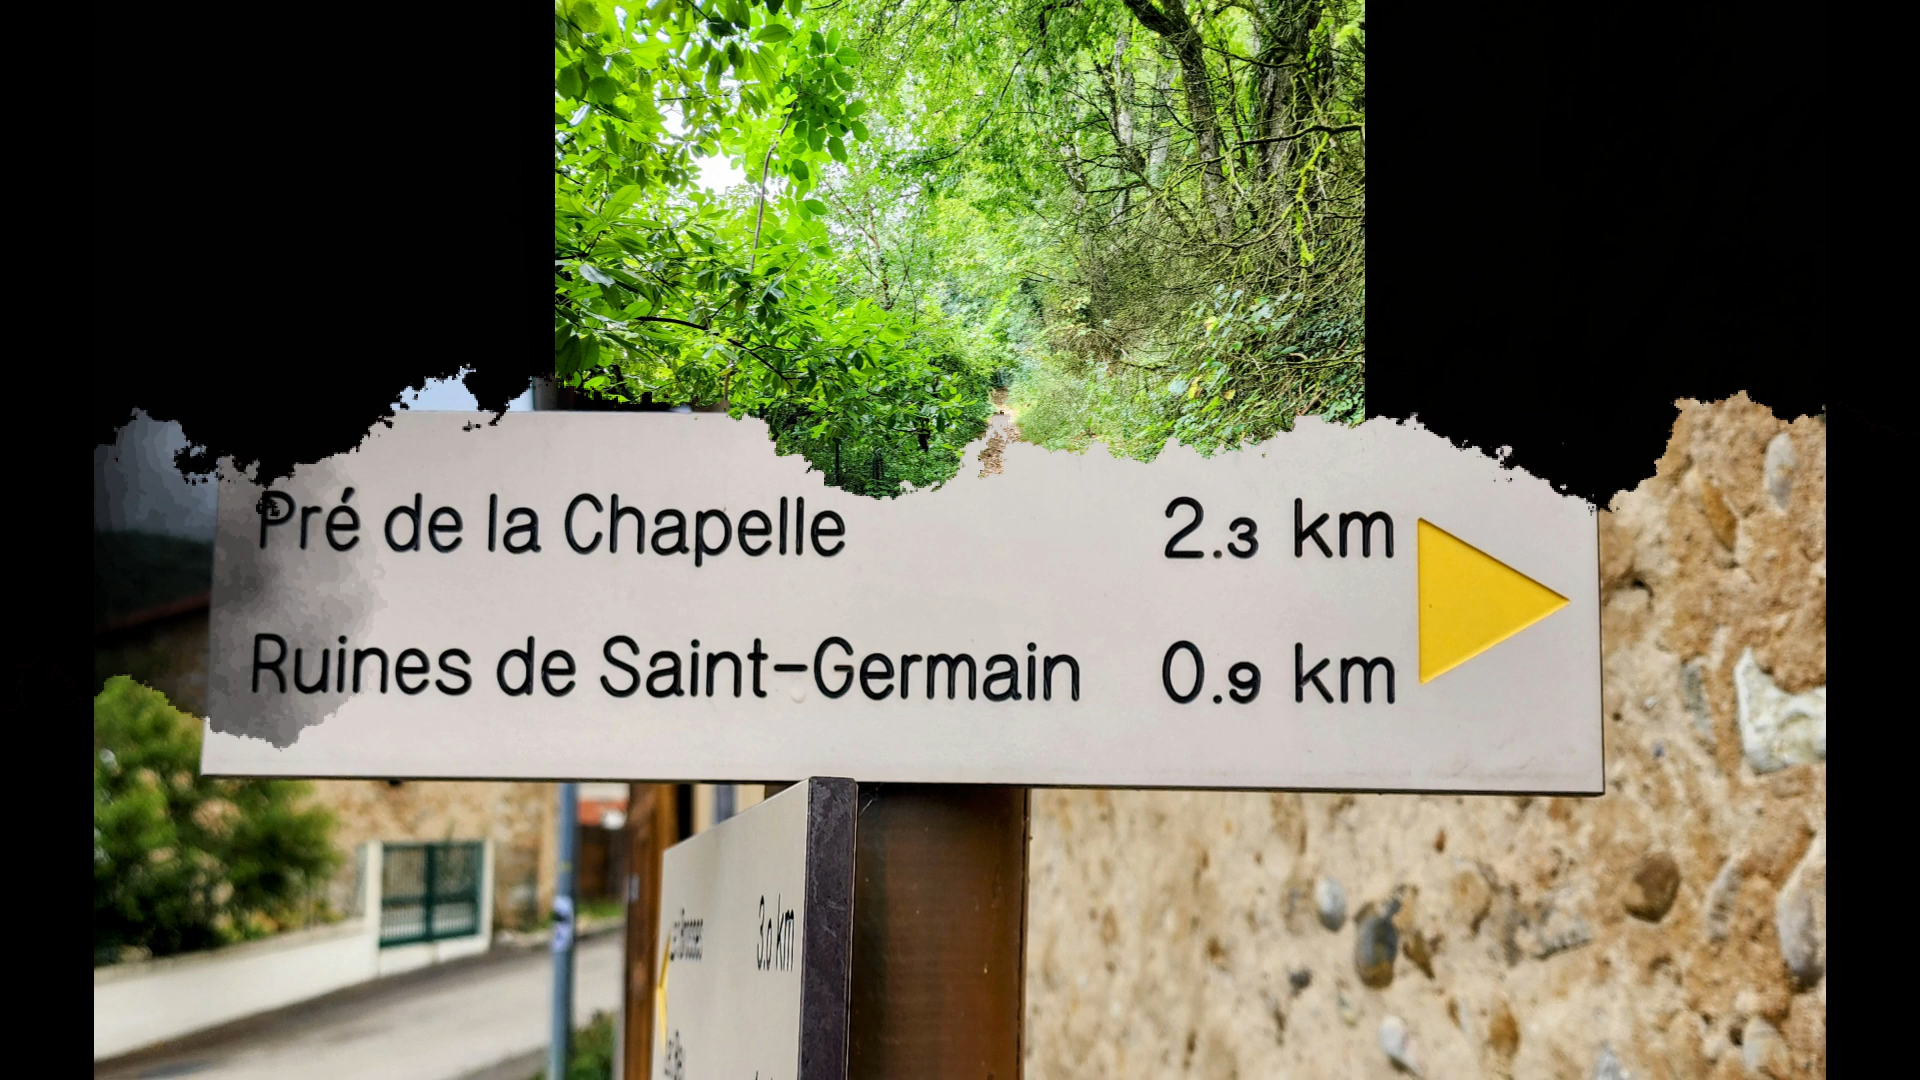 Pré de la Chapelle 2.3 km
Ruines de Saint-Germain 0.9 km
3.0 km